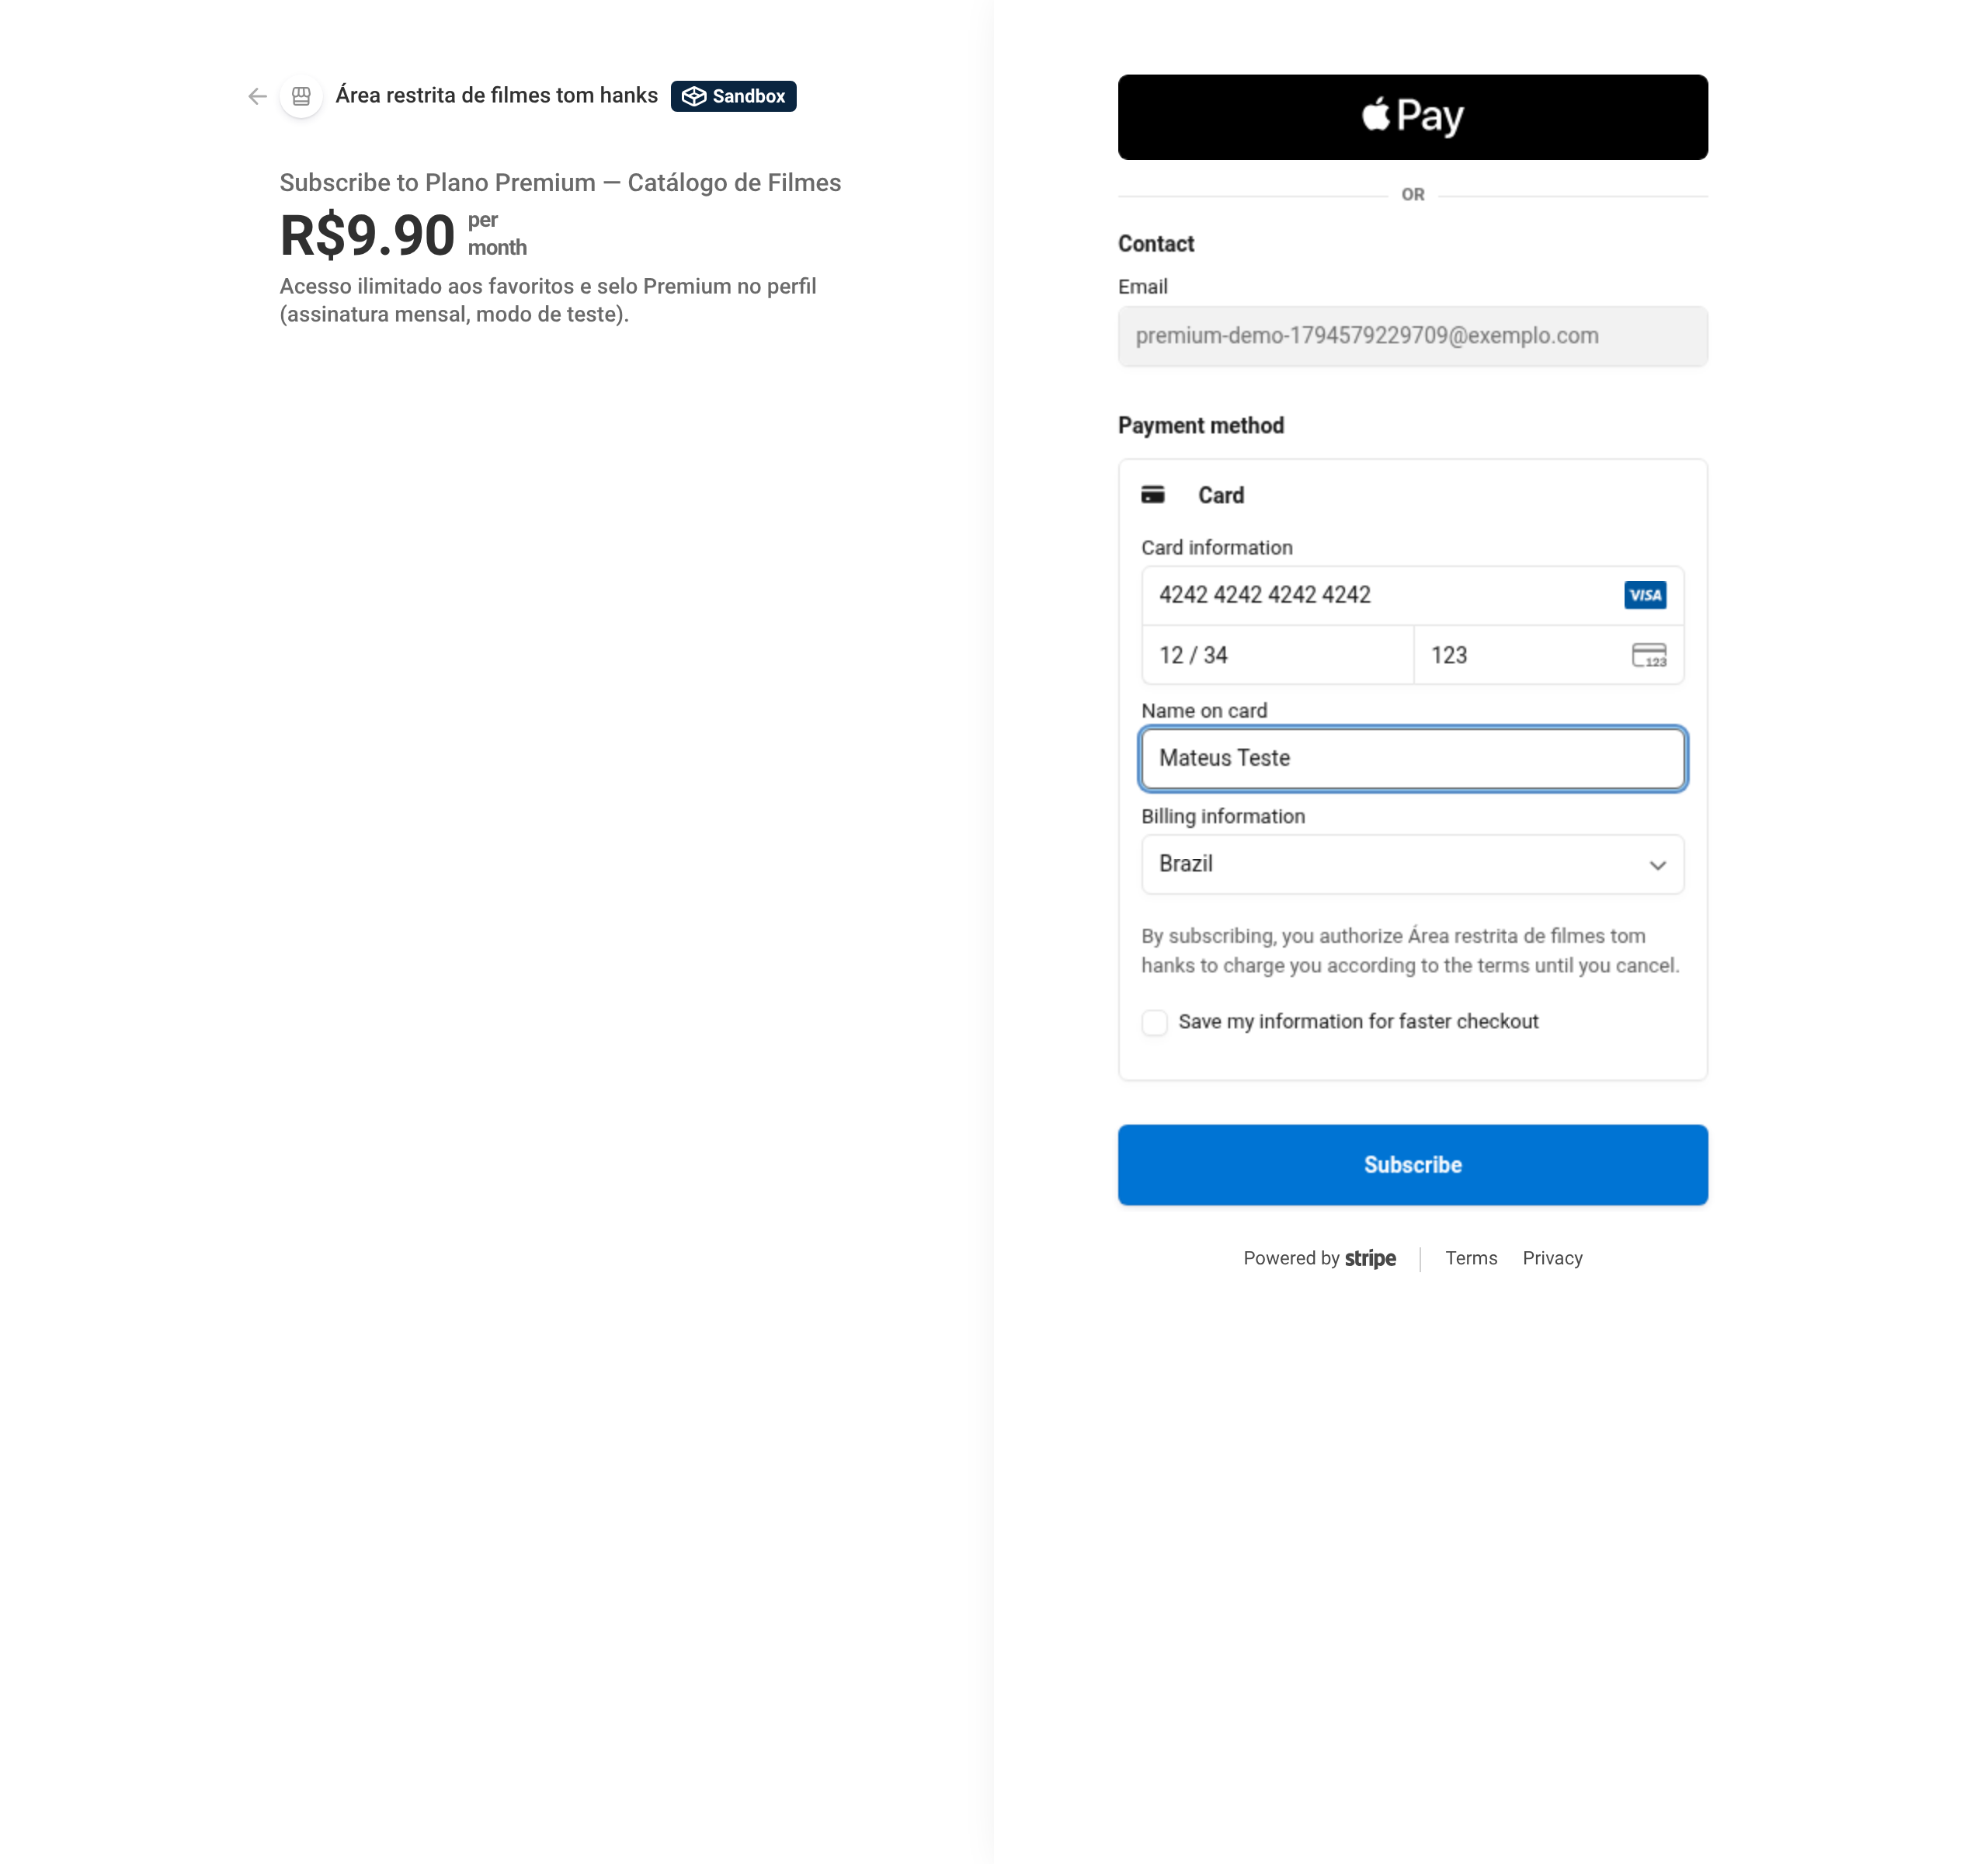 Área restrita de filmes tom hanks Sandbox
Subscribe to Plano Premium — Catálogo de Filmes
R$9.90 per
month
Acesso ilimitado aos favoritos e selo Premium no perfil
(assinatura mensal, modo de teste).
Pay
OR
Contact
Email
premium-demo-1794579229709@exemplo.com
Payment method
Card
Card information
4242 4242 4242 4242 VISA
12 / 34 123 123
Name on card
Mateus Teste
Billing information
Brazil
By subscribing, you authorize Área restrita de filmes tom
hanks to charge you according to the terms until you cancel.
Save my information for faster checkout
Subscribe
Powered by stripe Terms Privacy